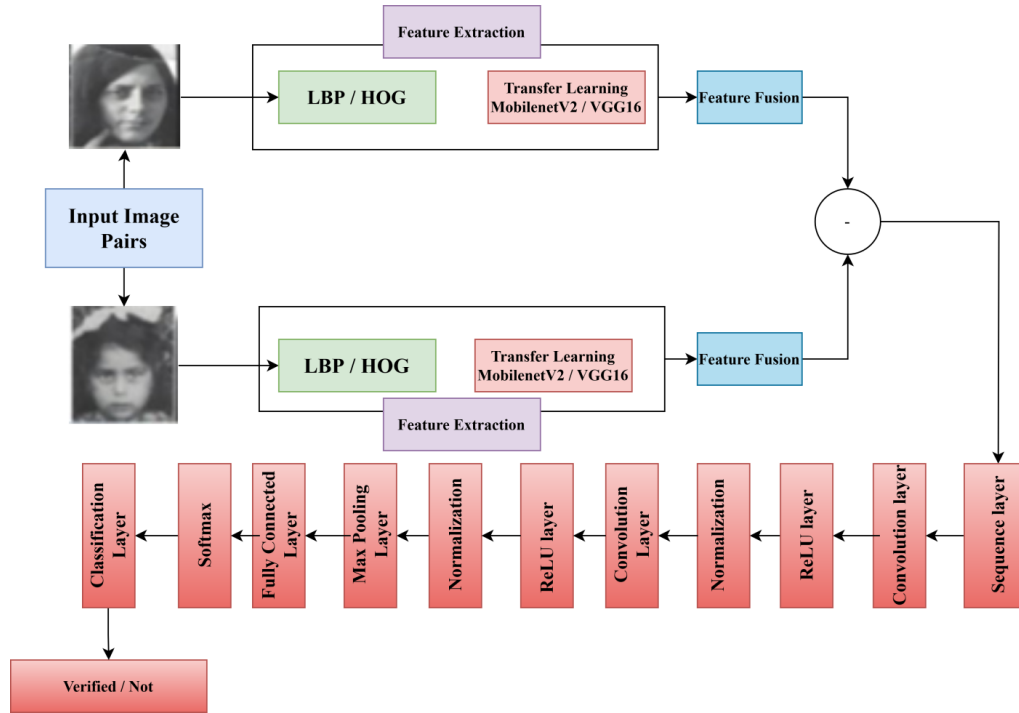 Feature Extraction
LBP / HOG
Transfer Learning
MobilenetV2 / VGG16
Feature Fusion
Input Image
Pairs
-
LBP / HOG
Transfer Learning
MobilenetV2 / VGG16
Feature Fusion
Feature Extraction
Classification
Layer
Softmax
Fully Connected
Layer
Max Pooling
Layer
Normalization
ReLU layer
Convolution
Layer
Normalization
ReLU layer
Convolution layer
Sequence layer
Verified / Not